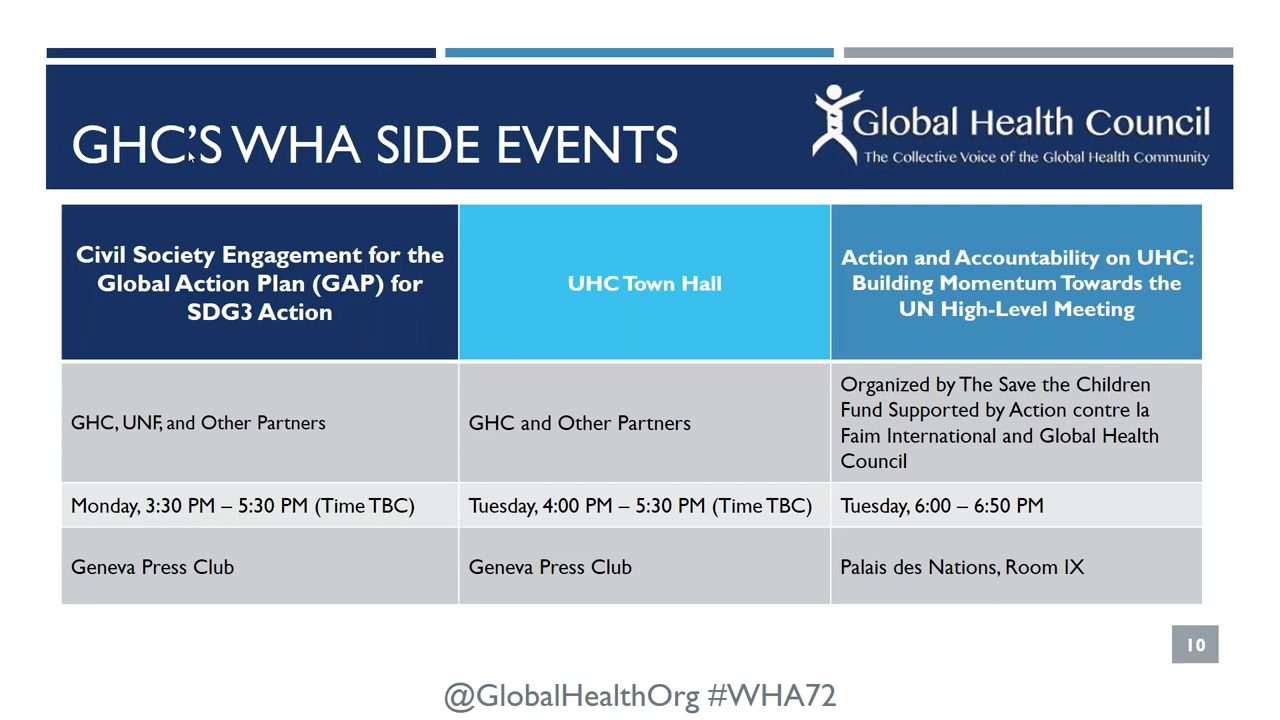 GHC'S WHA SIDE EVENTS
Global Health Council
The Collective Voice of the Global Health Community
Civil Society Engagement for the
Global Action Plan (GAP) for
SDG3 Action
UHC Town Hall
Action and Accountability on UHC:
Building Momentum Towards the
UN High-Level Meeting
GHC, UNF, and Other Partners
GHC and Other Partners
Organized by The Save the Children
Fund Supported by Action contre la
Faim International and Global Health
Council
Monday, 3:30 PM – 5:30 PM (Time TBC)
Tuesday, 4:00 PM – 5:30 PM (Time TBC)
Tuesday, 6:00 – 6:50 PM
Geneva Press Club
Geneva Press Club
Palais des Nations, Room IX
10
@GlobalHealthOrg #WHA72